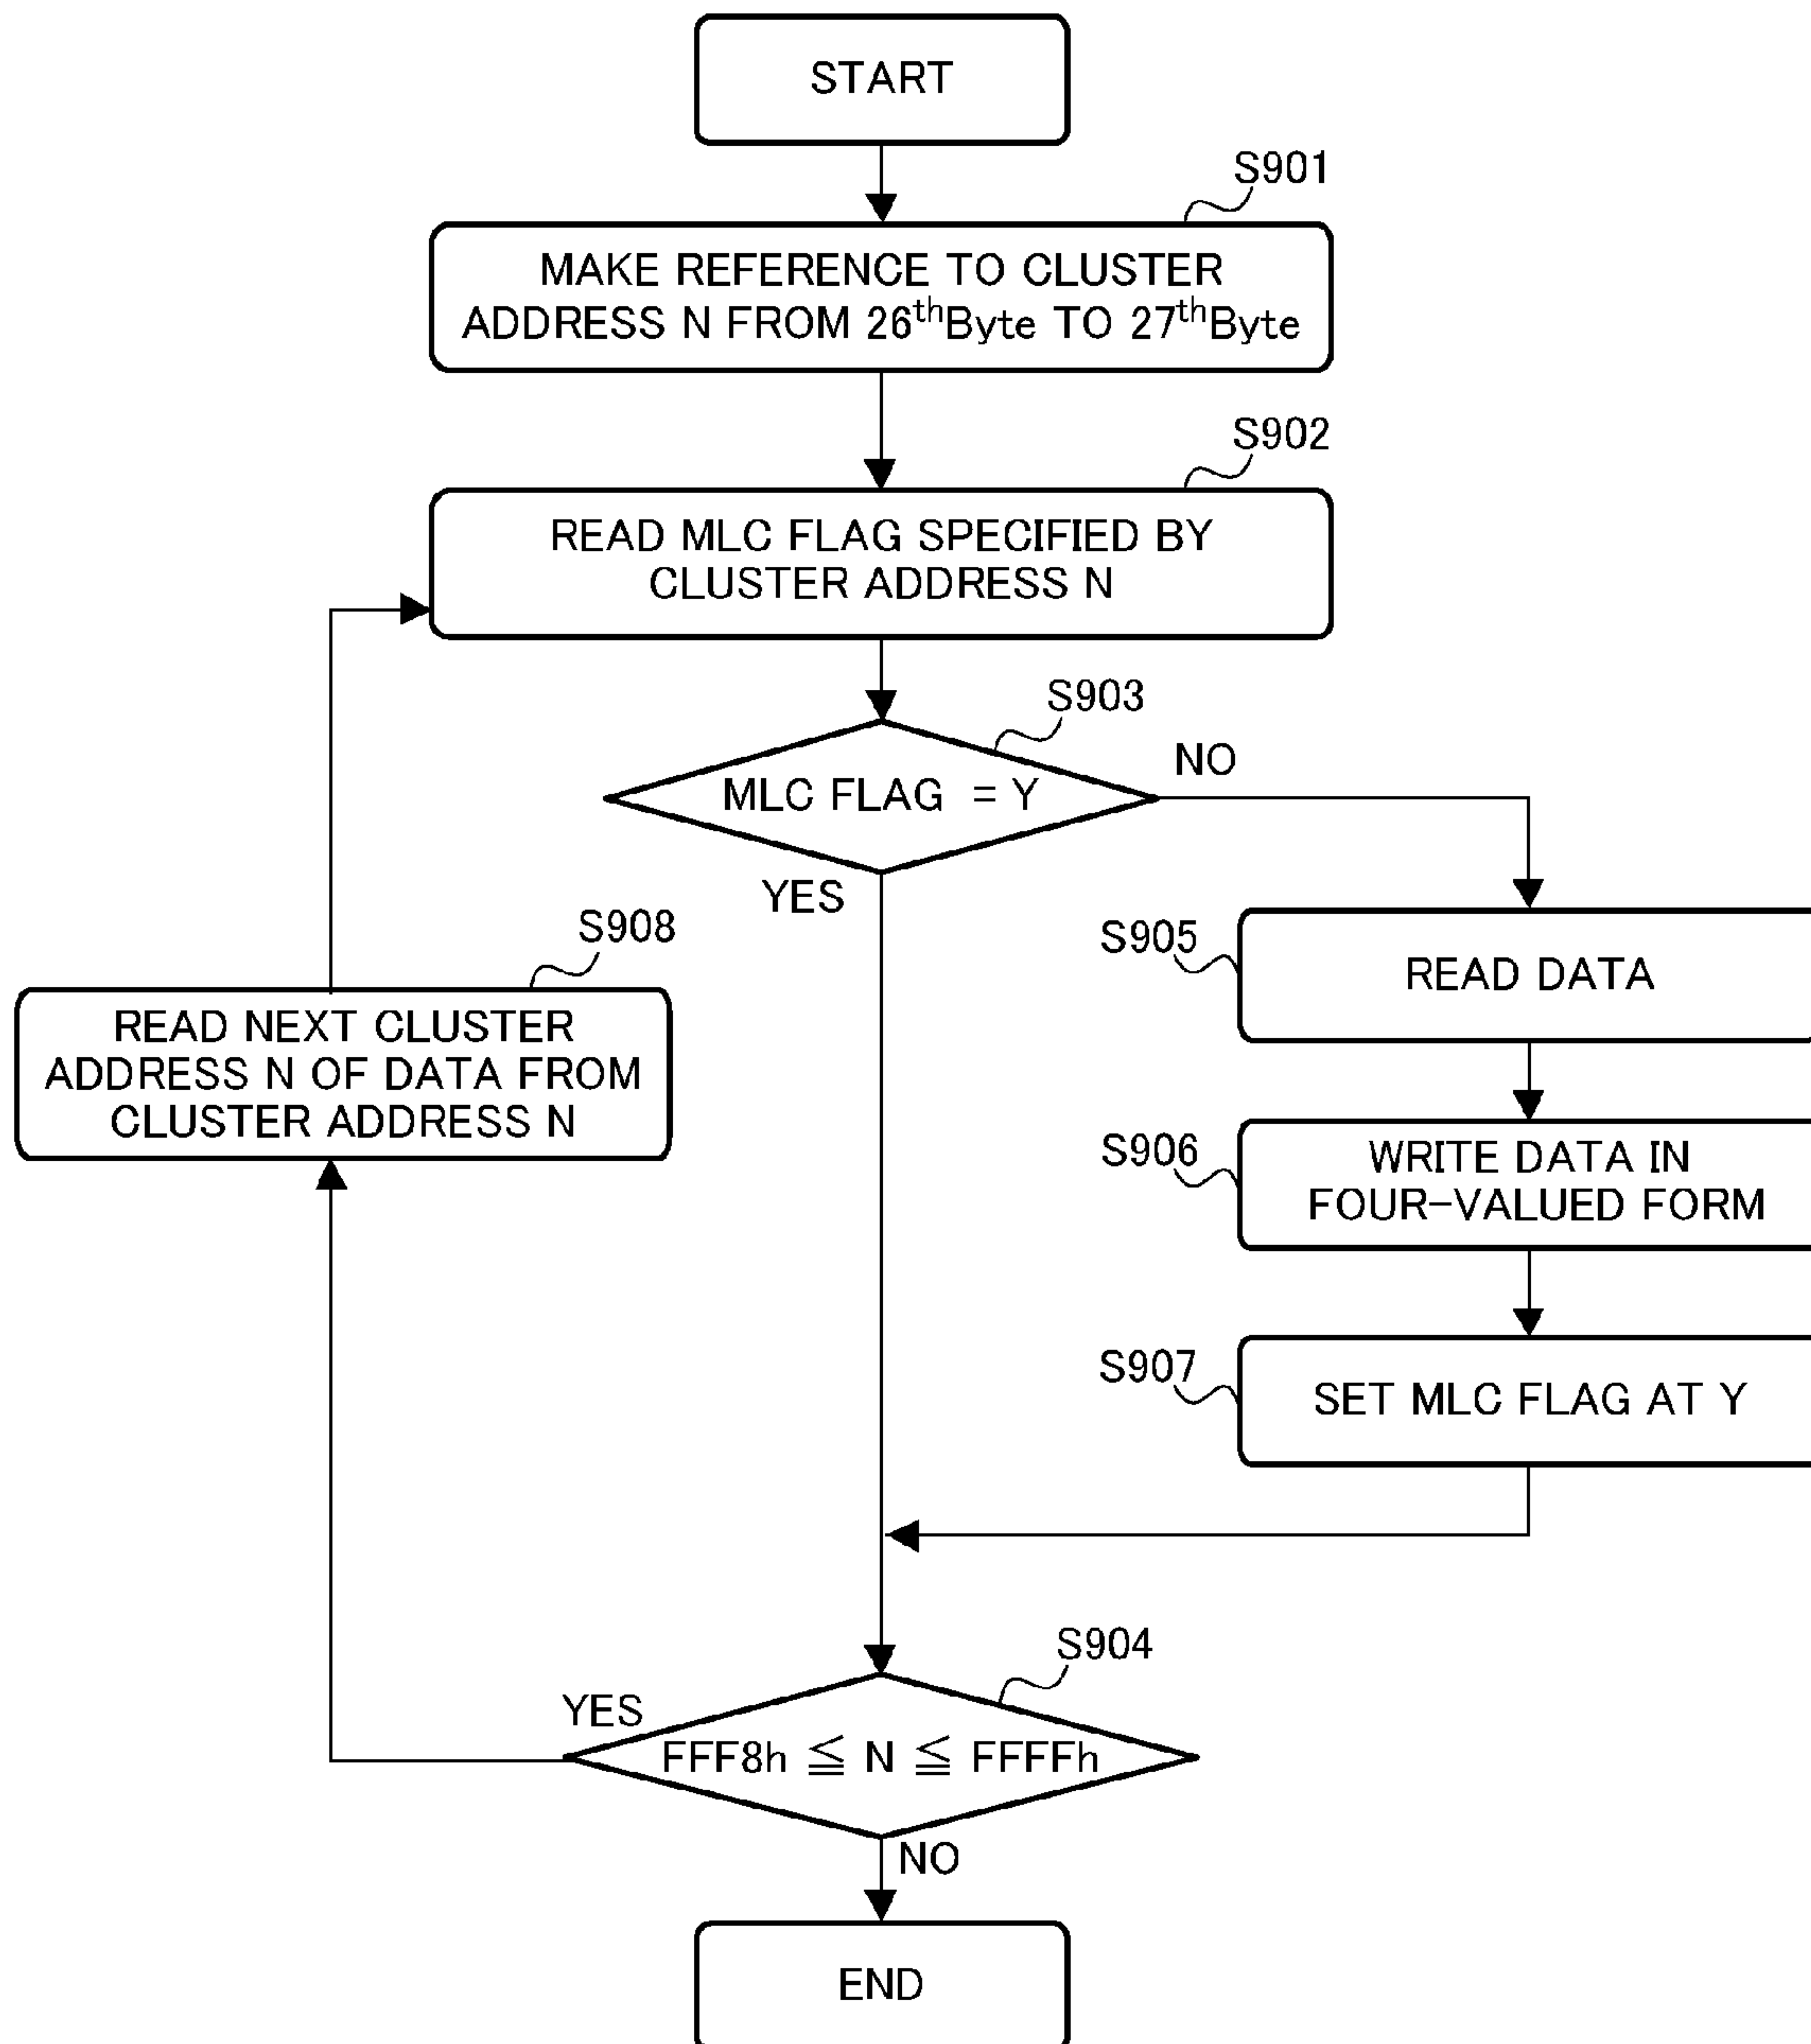 START
S901
MAKE REFERENCE TO CLUSTER
ADDRESS N FROM 26thByte TO 27thByte
S902
READ MLC FLAG SPECIFIED BY
CLUSTER ADDRESS N
S903
MLC FLAG = Y
NO
YES
S908
READ NEXT CLUSTER
ADDRESS N OF DATA FROM
CLUSTER ADDRESS N
S905
READ DATA
S906
WRITE DATA IN
FOUR-VALUED FORM
S907
SET MLC FLAG AT Y
S904
YES
FFF8h ≦ N ≦ FFFFh
NO
END